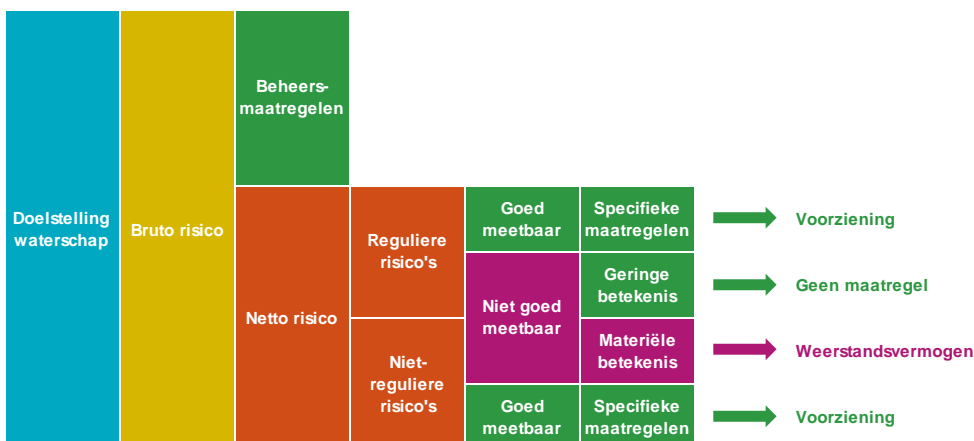 Doelstelling
waterschap
Bruto risico
Beheers-
maatregelen
Netto risico
Reguliere
risico's
Niet-
reguliere
risico's
Goed
meetbaar
Niet goed
meetbaar
Goed
meetbaar
Specifieke
maatregelen
Geringe
betekenis
Materiële
betekenis
Specifieke
maatregelen
Voorziening
Geen maatregel
Weerstandsvermogen
Voorziening